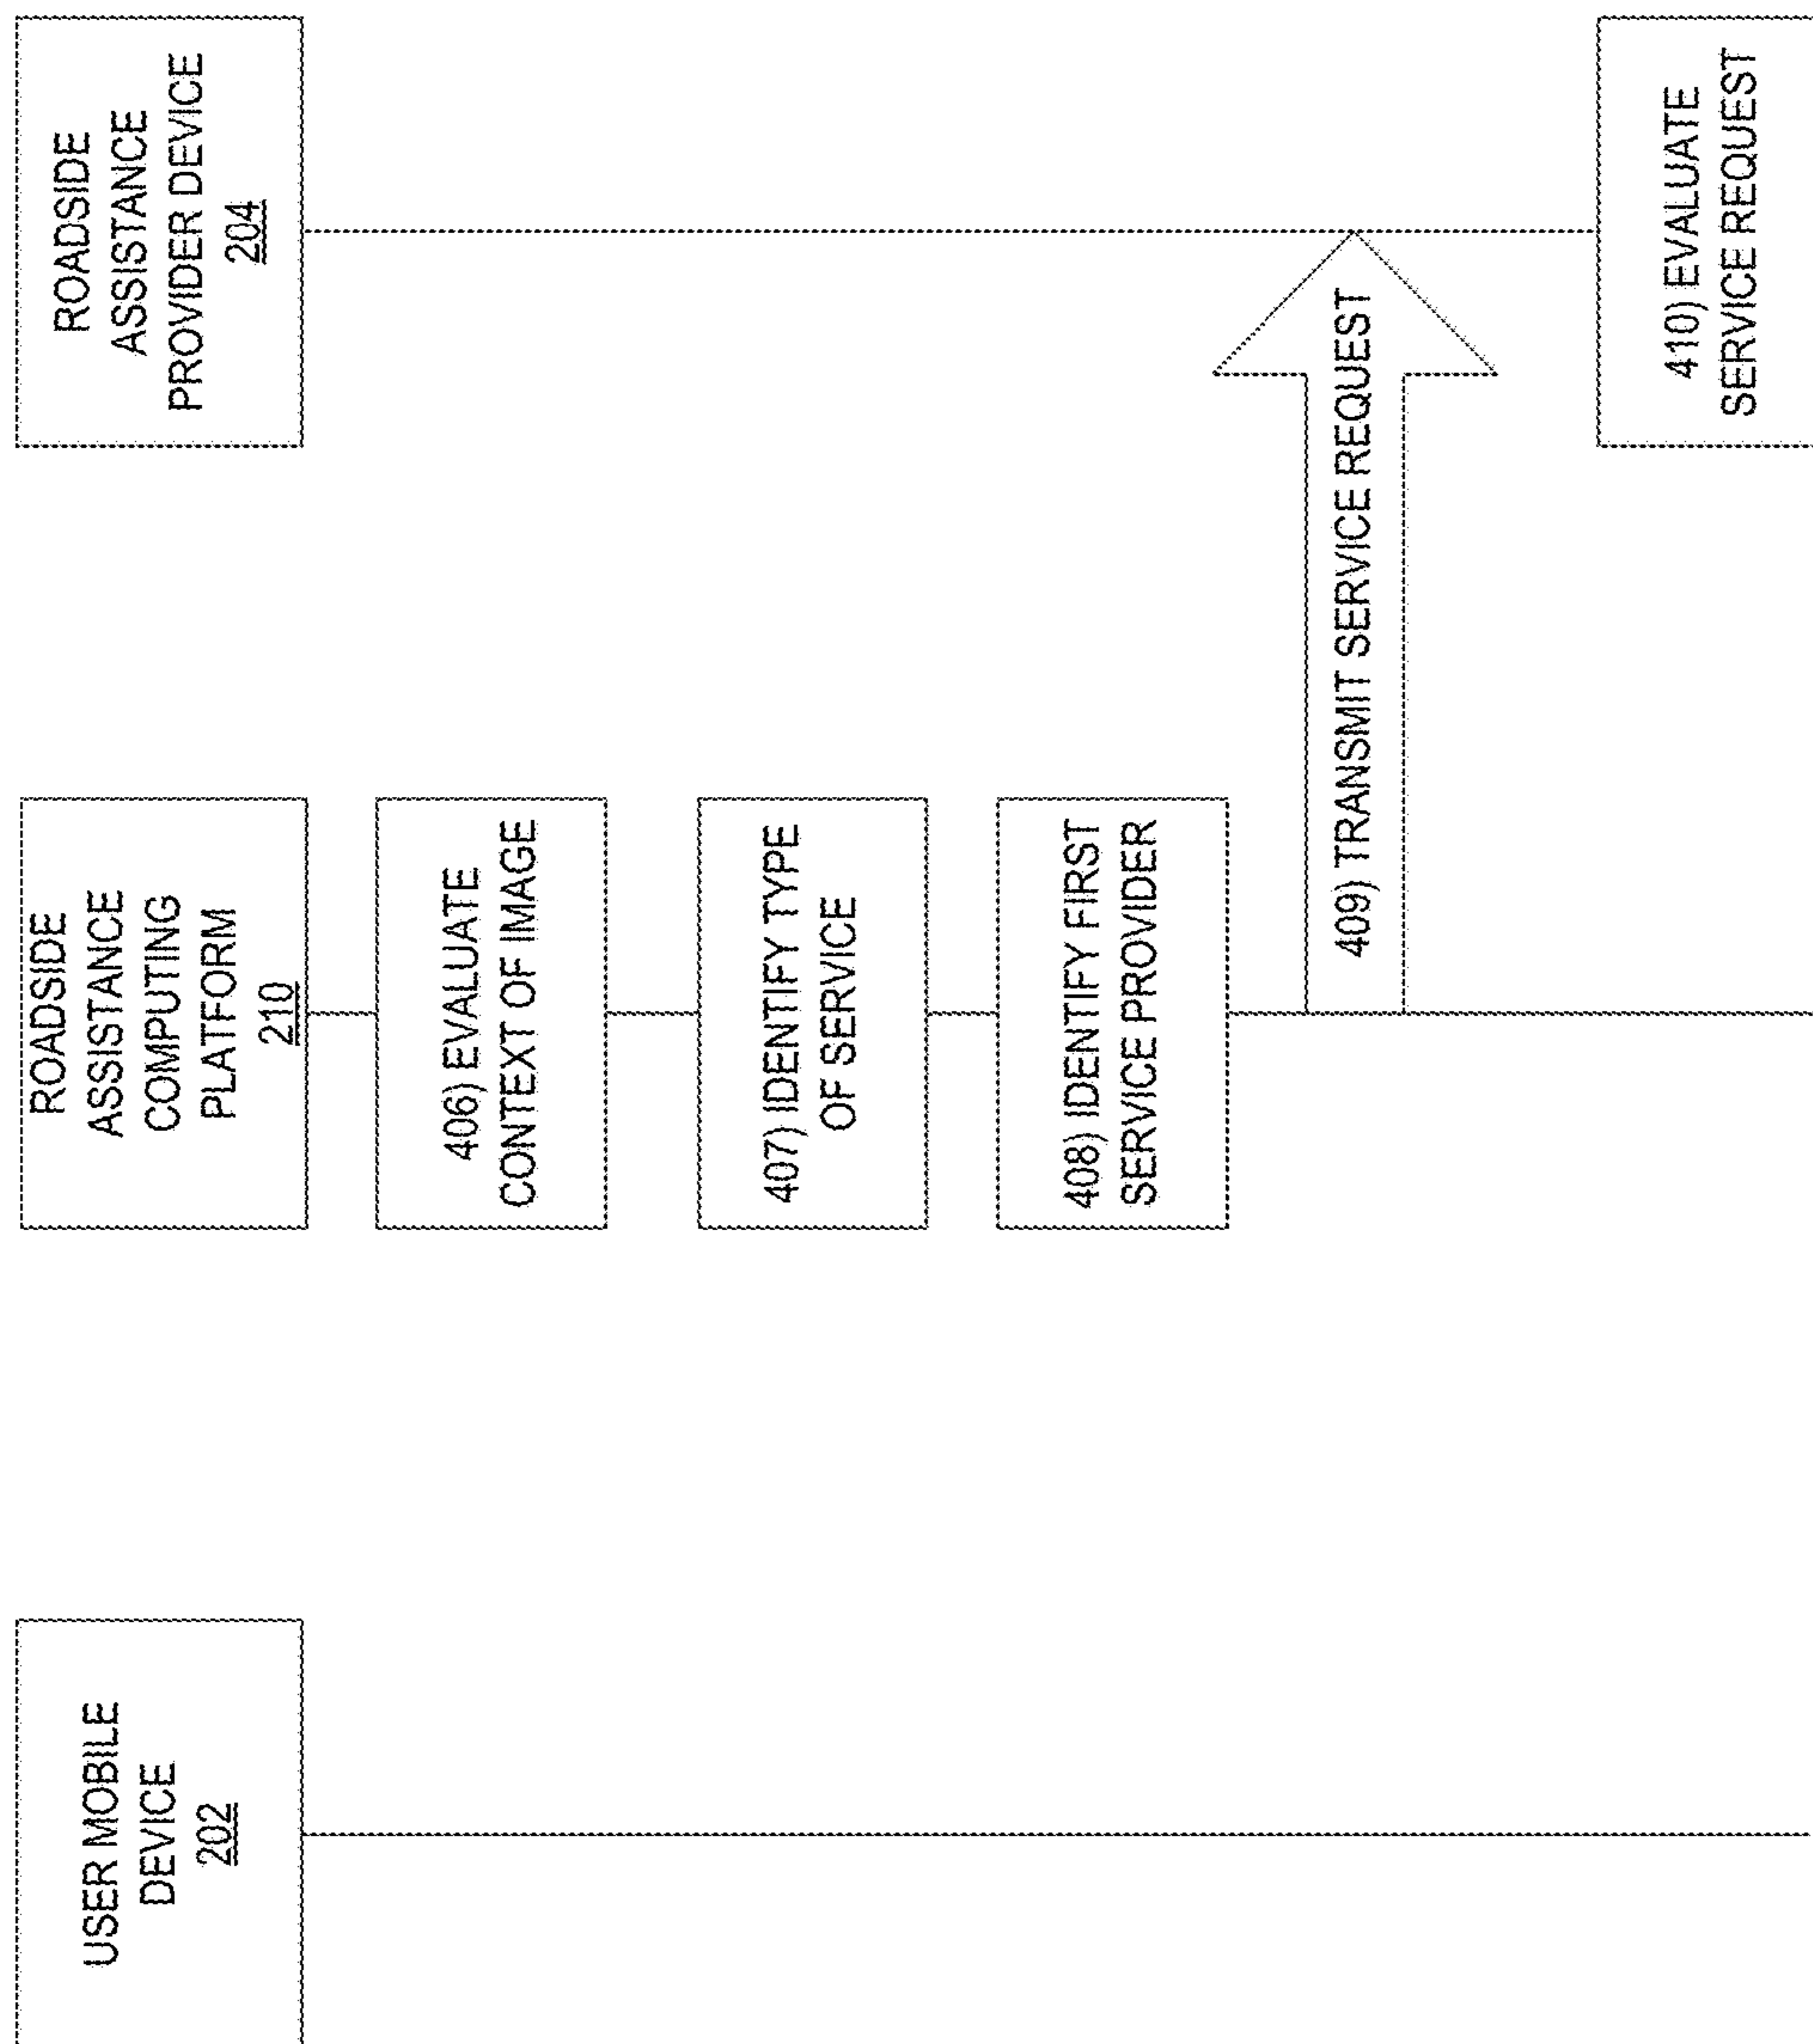 USER MOBILE
DEVICE
202
ROADSIDE
ASSISTANCE
COMPUTING
PLATFORM
210
ROADSIDE
ASSISTANCE
PROVIDER DEVICE
204
406) EVALUATE
CONTEXT OF IMAGE
407) IDENTIFY TYPE
OF SERVICE
408) IDENTIFY FIRST
SERVICE PROVIDER
409) TRANSMIT SERVICE REQUEST
410) EVALUATE
SERVICE REQUEST